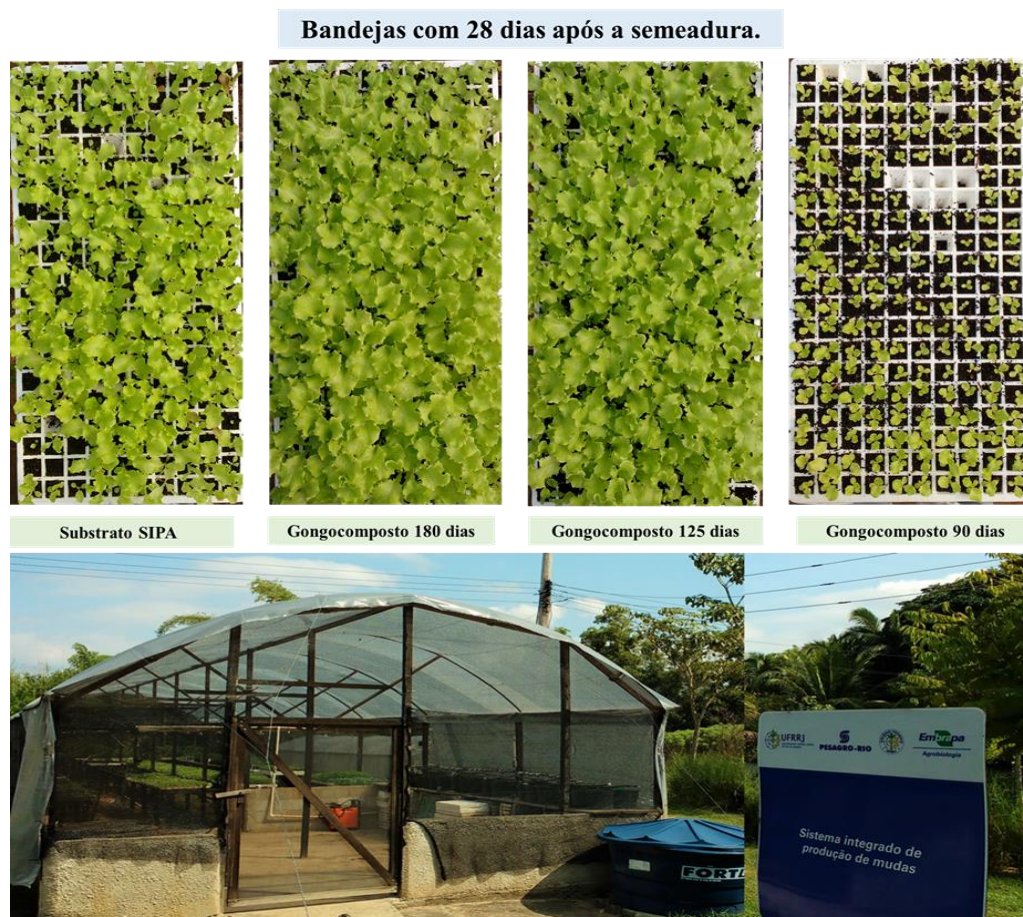 Bandejas com 28 dias após a semeadura.
Substrato SIPA
Gongocomposto 180 dias
Gongocomposto 125 dias
Gongocomposto 90 dias
UFRRJ
PESAGRO-RIO
Embrapa
Agrobiologia
Sistema integrado de
produção de mudas
FORTL